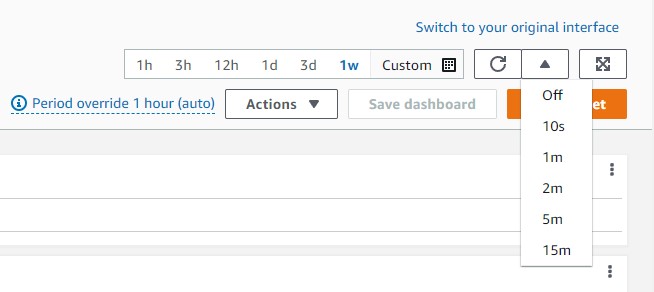 Switch to your original interface
1h 3h 12h 1d 3d 1w Custom
Period override 1 hour (auto) Actions Save dashboard et
Off
10s
1m
2m
5m
15m